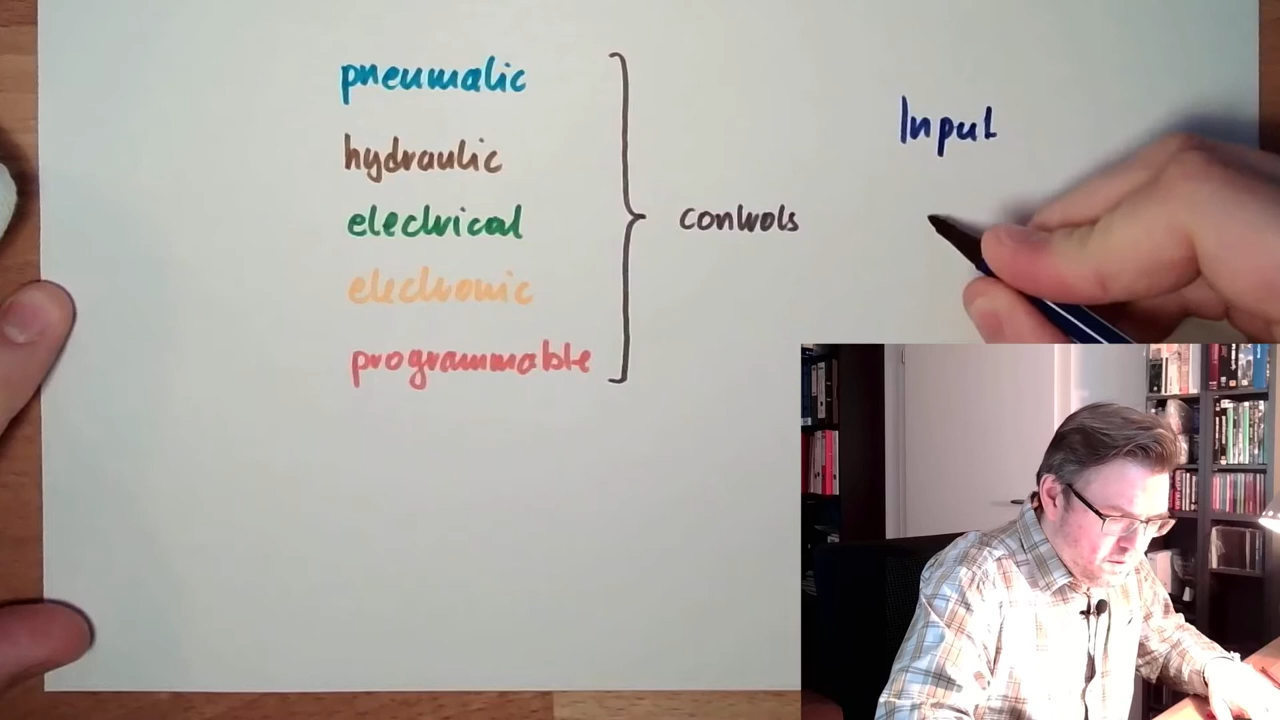 pneumatic
hydraulic
electrical
electronic
programmable
controls
Input